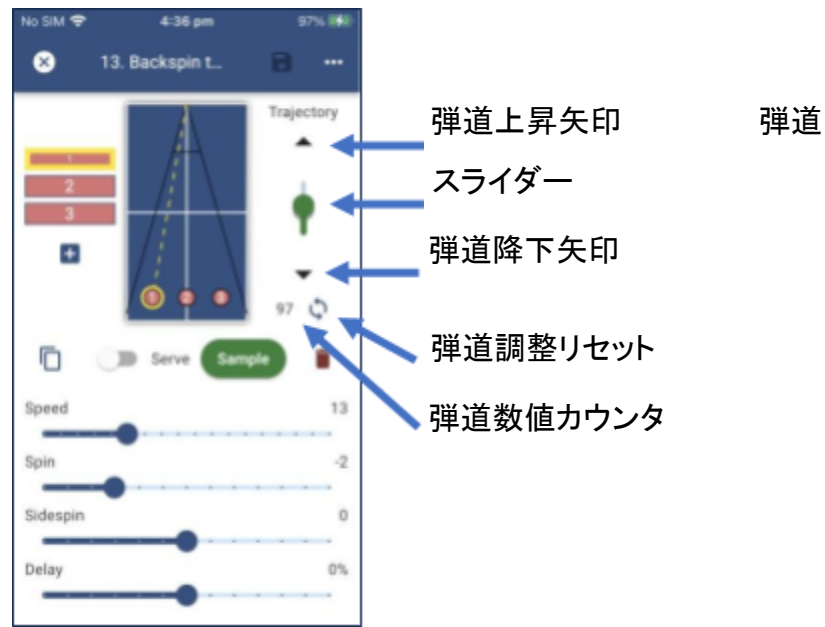 No SIM 4:36 pm 97%
13. Backspin t... ...
Trajectory
1
2
3
1 2 3
97
Serve Sample
Speed 13
Spin -2
Sidespin 0
Delay 0%
弾道上昇矢印 弾道
スライダー
弾道降下矢印
弾道調整リセット
弾道数値カウンタ